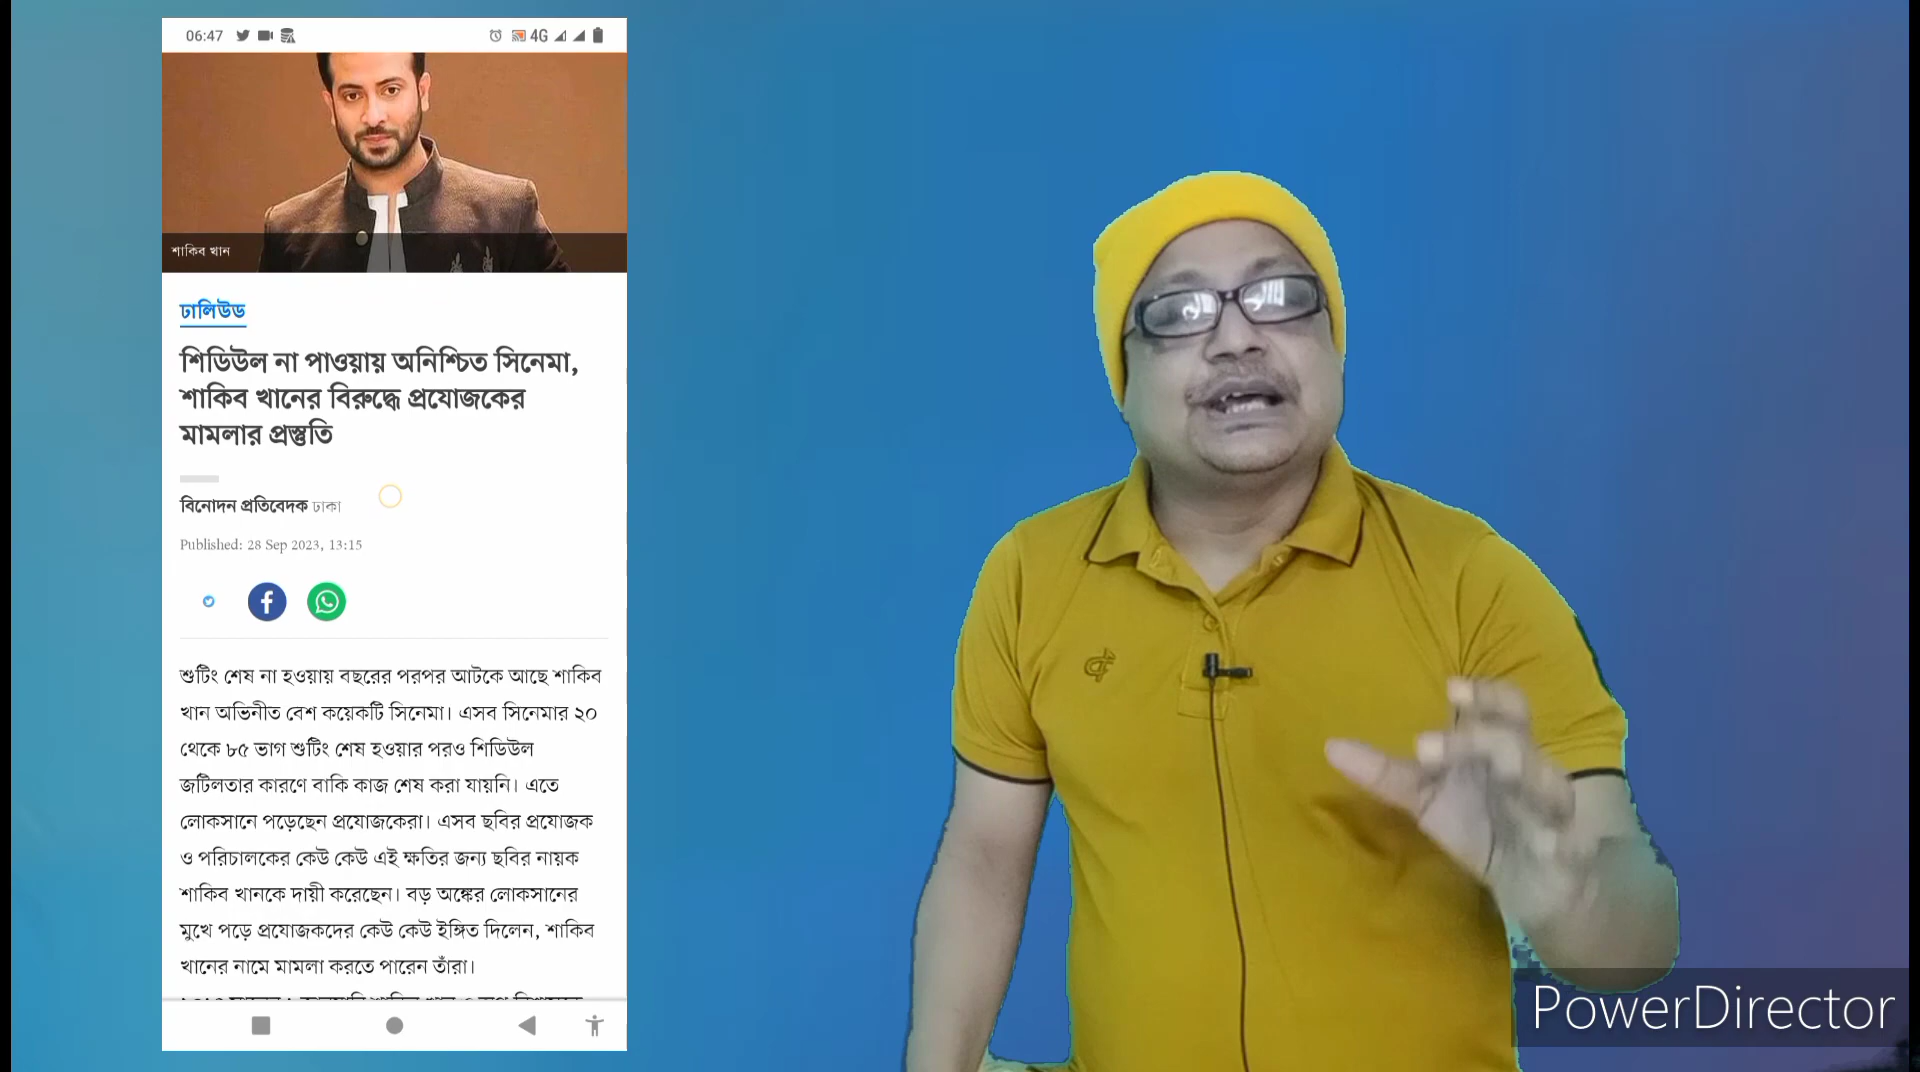 06:47
4G
শাকিব খান
ঢালিউড
শিডিউল না পাওয়ায় অনিশ্চিত সিনেমা,
শাকিব খানের বিরুদ্ধে প্রযোজকের
মামলার প্রস্তুতি
বিনোদন প্রতিবেদক ঢাকা
Published: 28 Sep 2023, 13:15
শুটিং শেষ না হওয়ায় বছরের পরপর আটকে আছে শাকিব
খান অভিনীত বেশ কয়েকটি সিনেমা। এসব সিনেমার ২০
থেকে ৮৫ ভাগ শুটিং শেষ হওয়ার পরও শিডিউল
জটিলতার কারণে বাকি কাজ শেষ করা যায়নি। এতে
লোকসানে পড়েছেন প্রযোজকেরা। এসব ছবির প্রযোজক
ও পরিচালকের কেউ কেউ এই ক্ষতির জন্য ছবির নায়ক
শাকিব খানকে দায়ী করেছেন। বড় অঙ্কের লোকসানের
মুখে পড়ে প্রযোজকদের কেউ কেউ ইঙ্গিত দিলেন, শাকিব
খানের নামে মামলা করতে পারেন তাঁরা।
PowerDirector